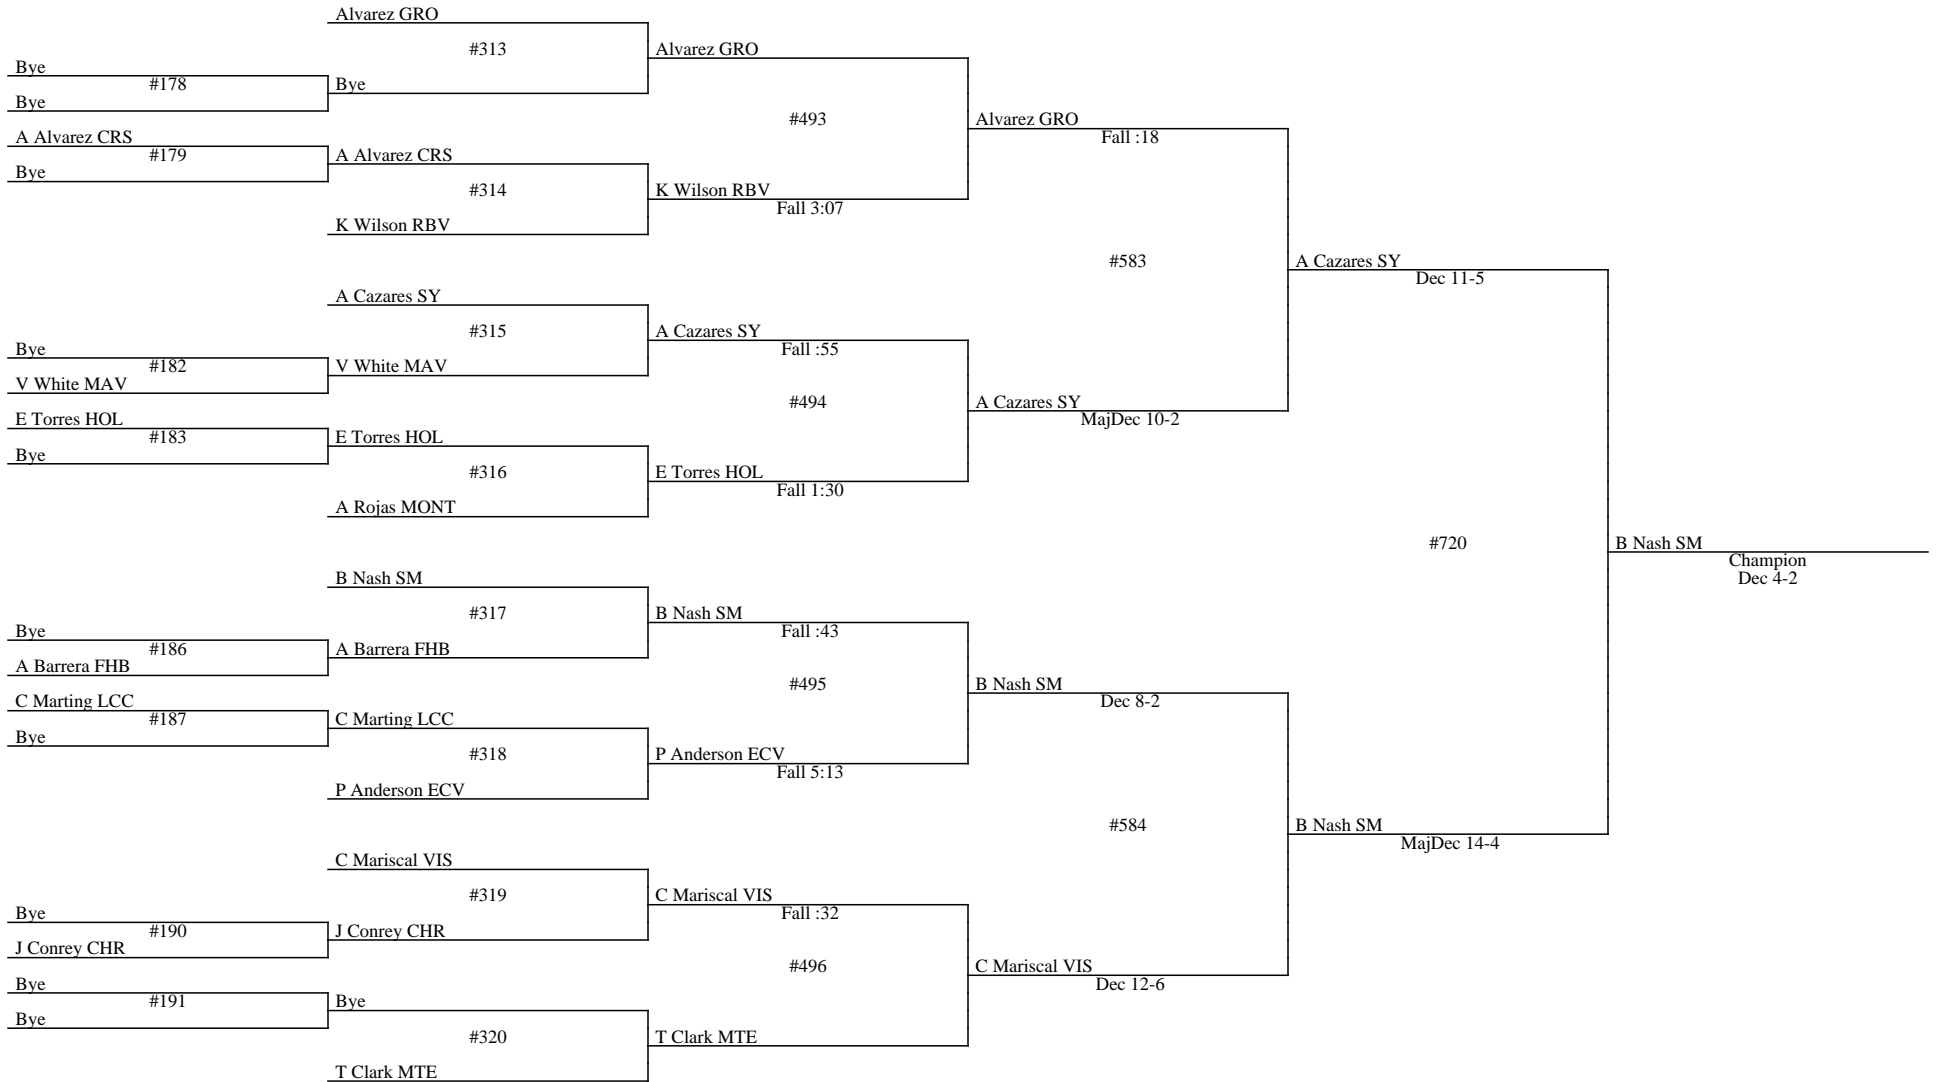 Alvarez GRO
#313
Alvarez GRO
Bye
#178
Bye
Bye
#493
Alvarez GRO
Fall :18
A Alvarez CRS
#179
A Alvarez CRS
Bye
#314
K Wilson RBV
Fall 3:07
K Wilson RBV
#583
A Cazares SY
Dec 11-5
A Cazares SY
#315
A Cazares SY
Fall :55
Bye
#182
V White MAV
V White MAV
#494
A Cazares SY
MajDec 10-2
E Torres HOL
#183
E Torres HOL
Bye
#316
E Torres HOL
Fall 1:30
A Rojas MONT
#720
B Nash SM
Champion
Dec 4-2
B Nash SM
#317
B Nash SM
Fall :43
Bye
#186
A Barrera FHB
A Barrera FHB
#495
B Nash SM
Dec 8-2
C Marting LCC
#187
C Marting LCC
Bye
#318
P Anderson ECV
Fall 5:13
P Anderson ECV
#584
B Nash SM
MajDec 14-4
C Mariscal VIS
#319
C Mariscal VIS
Fall :32
Bye
#190
J Conrey CHR
J Conrey CHR
#496
C Mariscal VIS
Dec 12-6
Bye
#191
Bye
Bye
#320
T Clark MTE
T Clark MTE